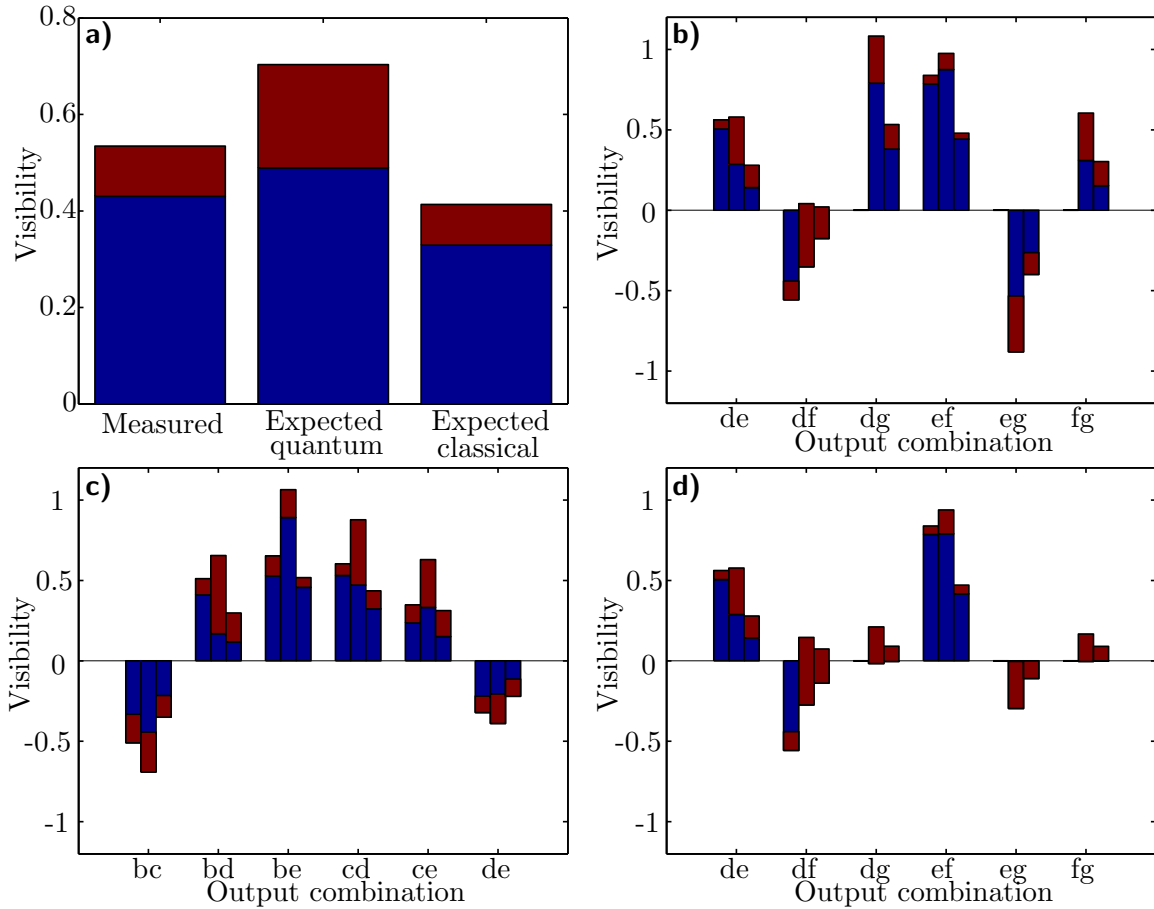 a)
Visibility
0.8
0.6
0.4
0.2
0
Measured
Expected
quantum
Expected
classical
b)
Visibility
1
0.5
0
-0.5
-1
de df dg ef eg fg
Output combination
c)
Visibility
1
0.5
0
-0.5
-1
bc bd be cd ce de
Output combination
d)
Visibility
1
0.5
0
-0.5
-1
de df dg ef eg fg
Output combination